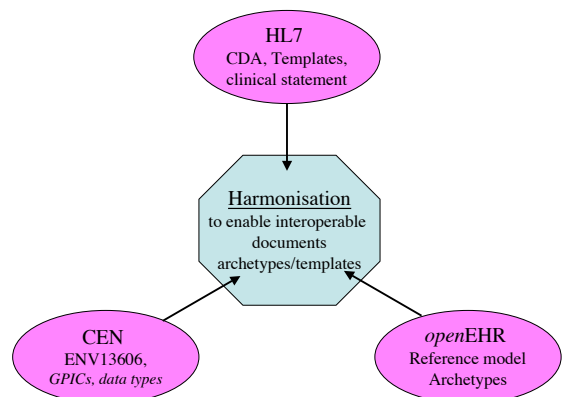 HL7
CDA, Templates,
clinical statement
Harmonisation
to enable interoperable
documents
archetypes/templates
CEN
ENV13606,
GPICs, data types
openEHR
Reference model
Archetypes